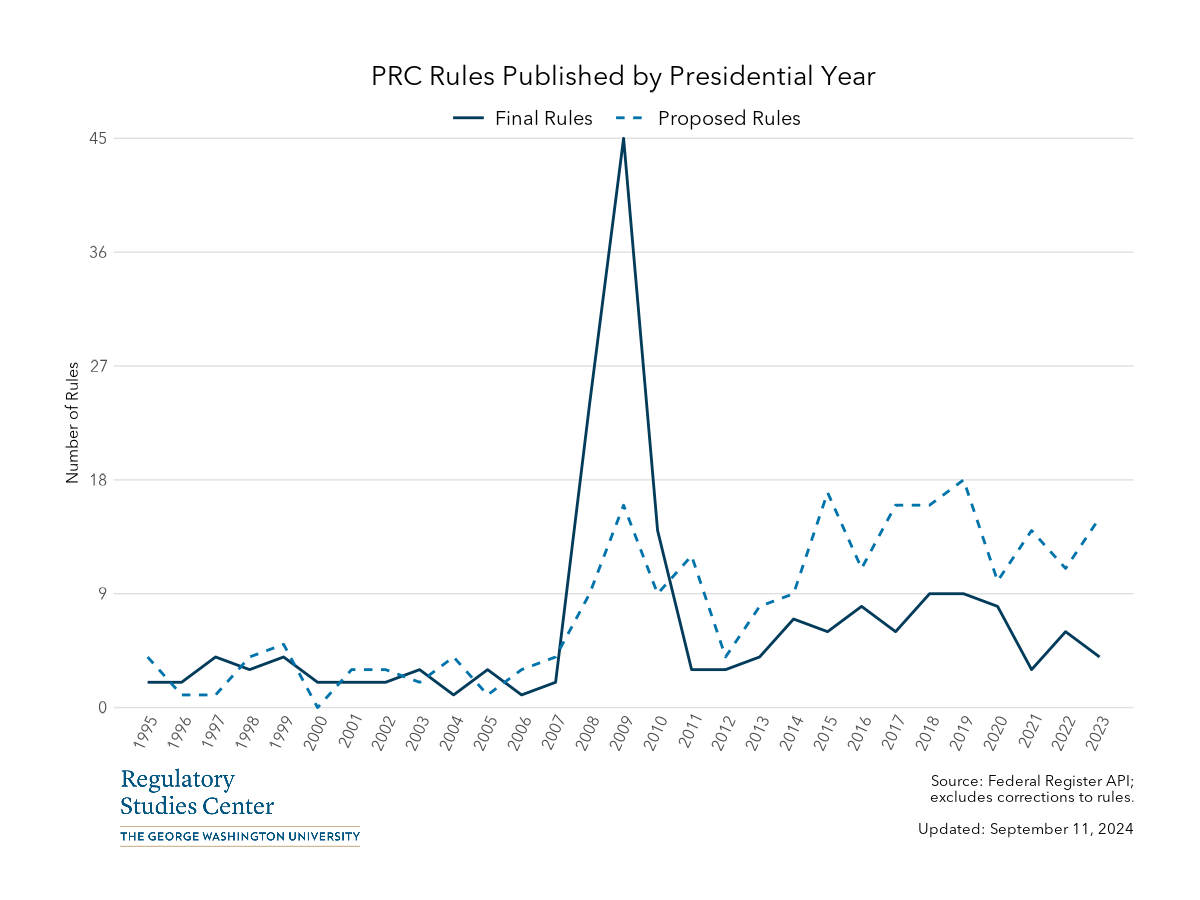 PRC Rules Published by Presidential Year
Final Rules Proposed Rules
45
36
27
18
9
0
Number of Rules
1995 1996 1997 1998 1999 2000 2001 2002 2003 2004 2005 2006 2007 2008 2009 2010 2011 2012 2013 2014 2015 2016 2017 2018 2019 2020 2021 2022 2023
Regulatory
Studies Center
THE GEORGE WASHINGTON UNIVERSITY
Source: Federal Register API;
excludes corrections to rules.
Updated: September 11, 2024